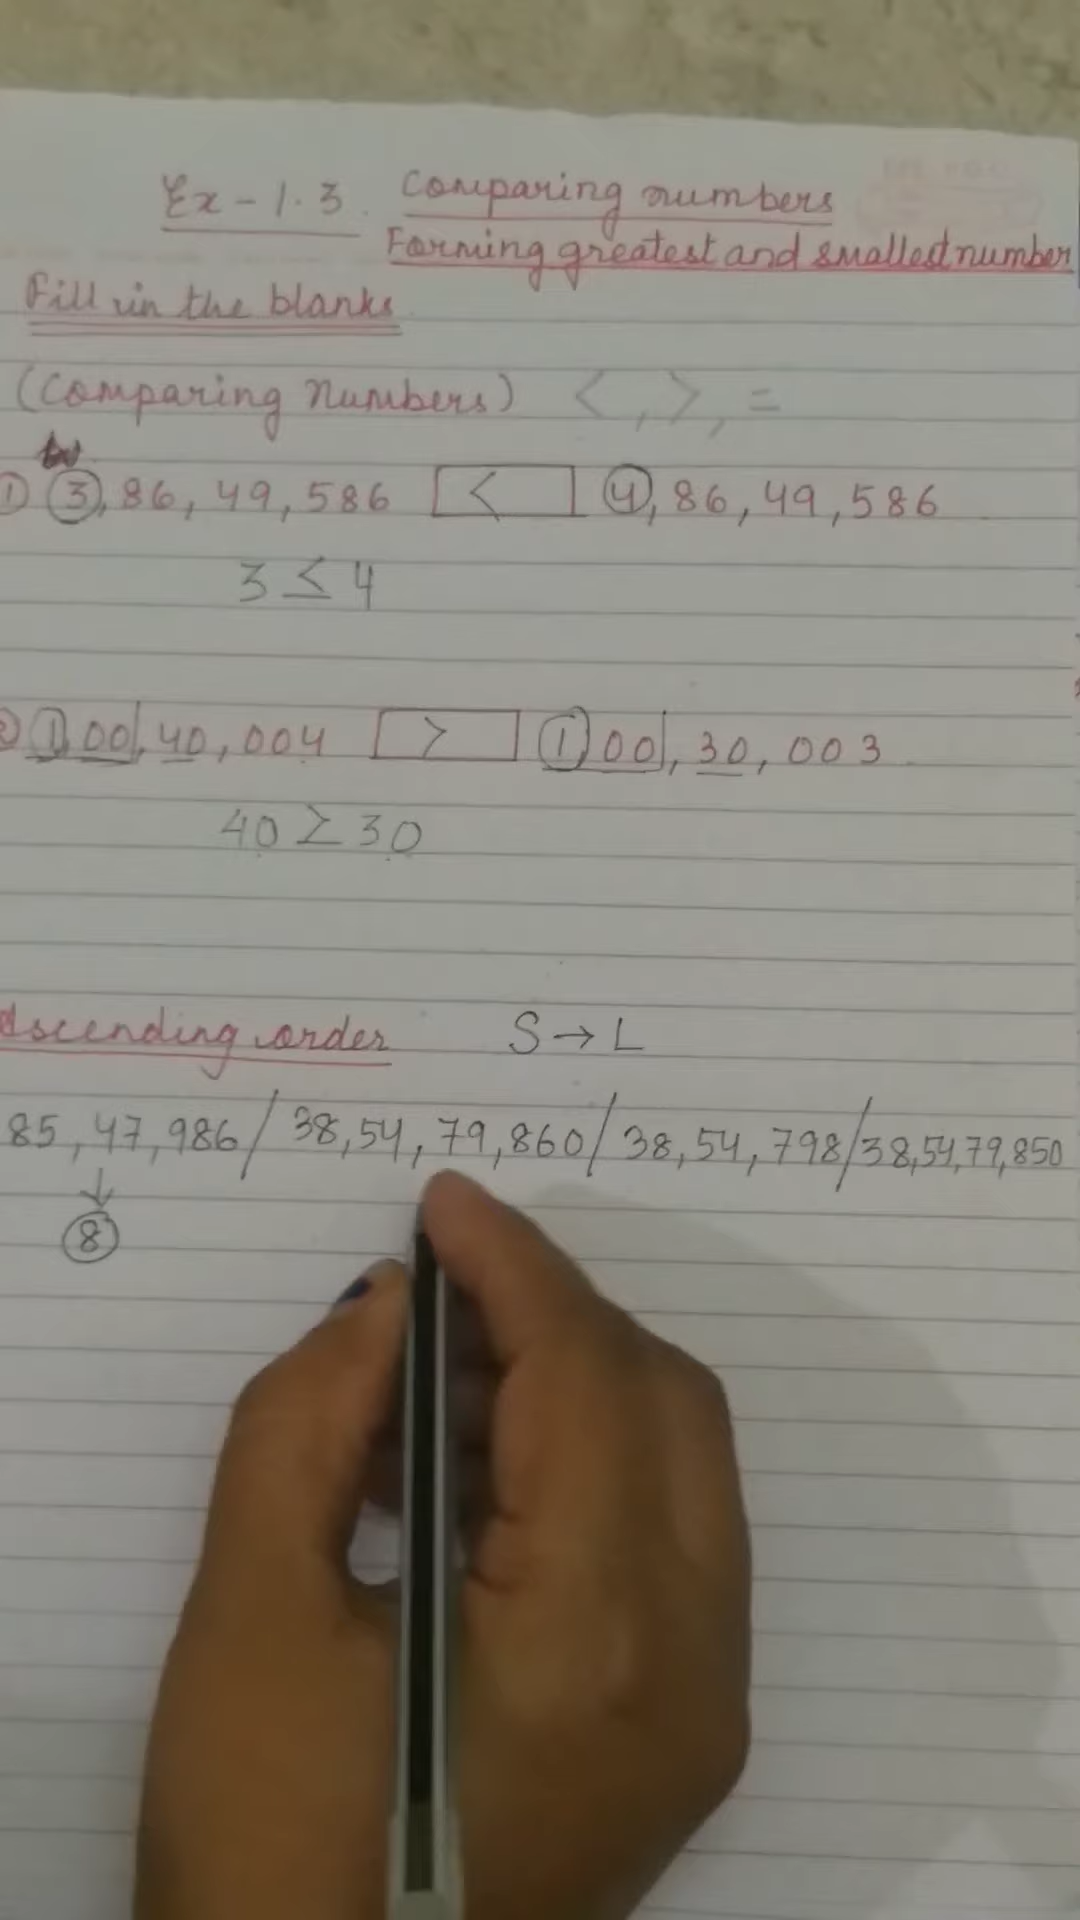 Ex - 1.3. Comparing numbers
Forming greatest and smallest number
Fill in the blanks
(Comparing Numbers) <, >, =
① ③,86,49,586 < ④,86,49,586
3 < 4
①,00,40,004 > ①,00,30,003
40 > 30
Ascending order S → L
85,47,986 / 38,54,79,860 / 38,54,798 / 38,54,79,850
↓
⑧